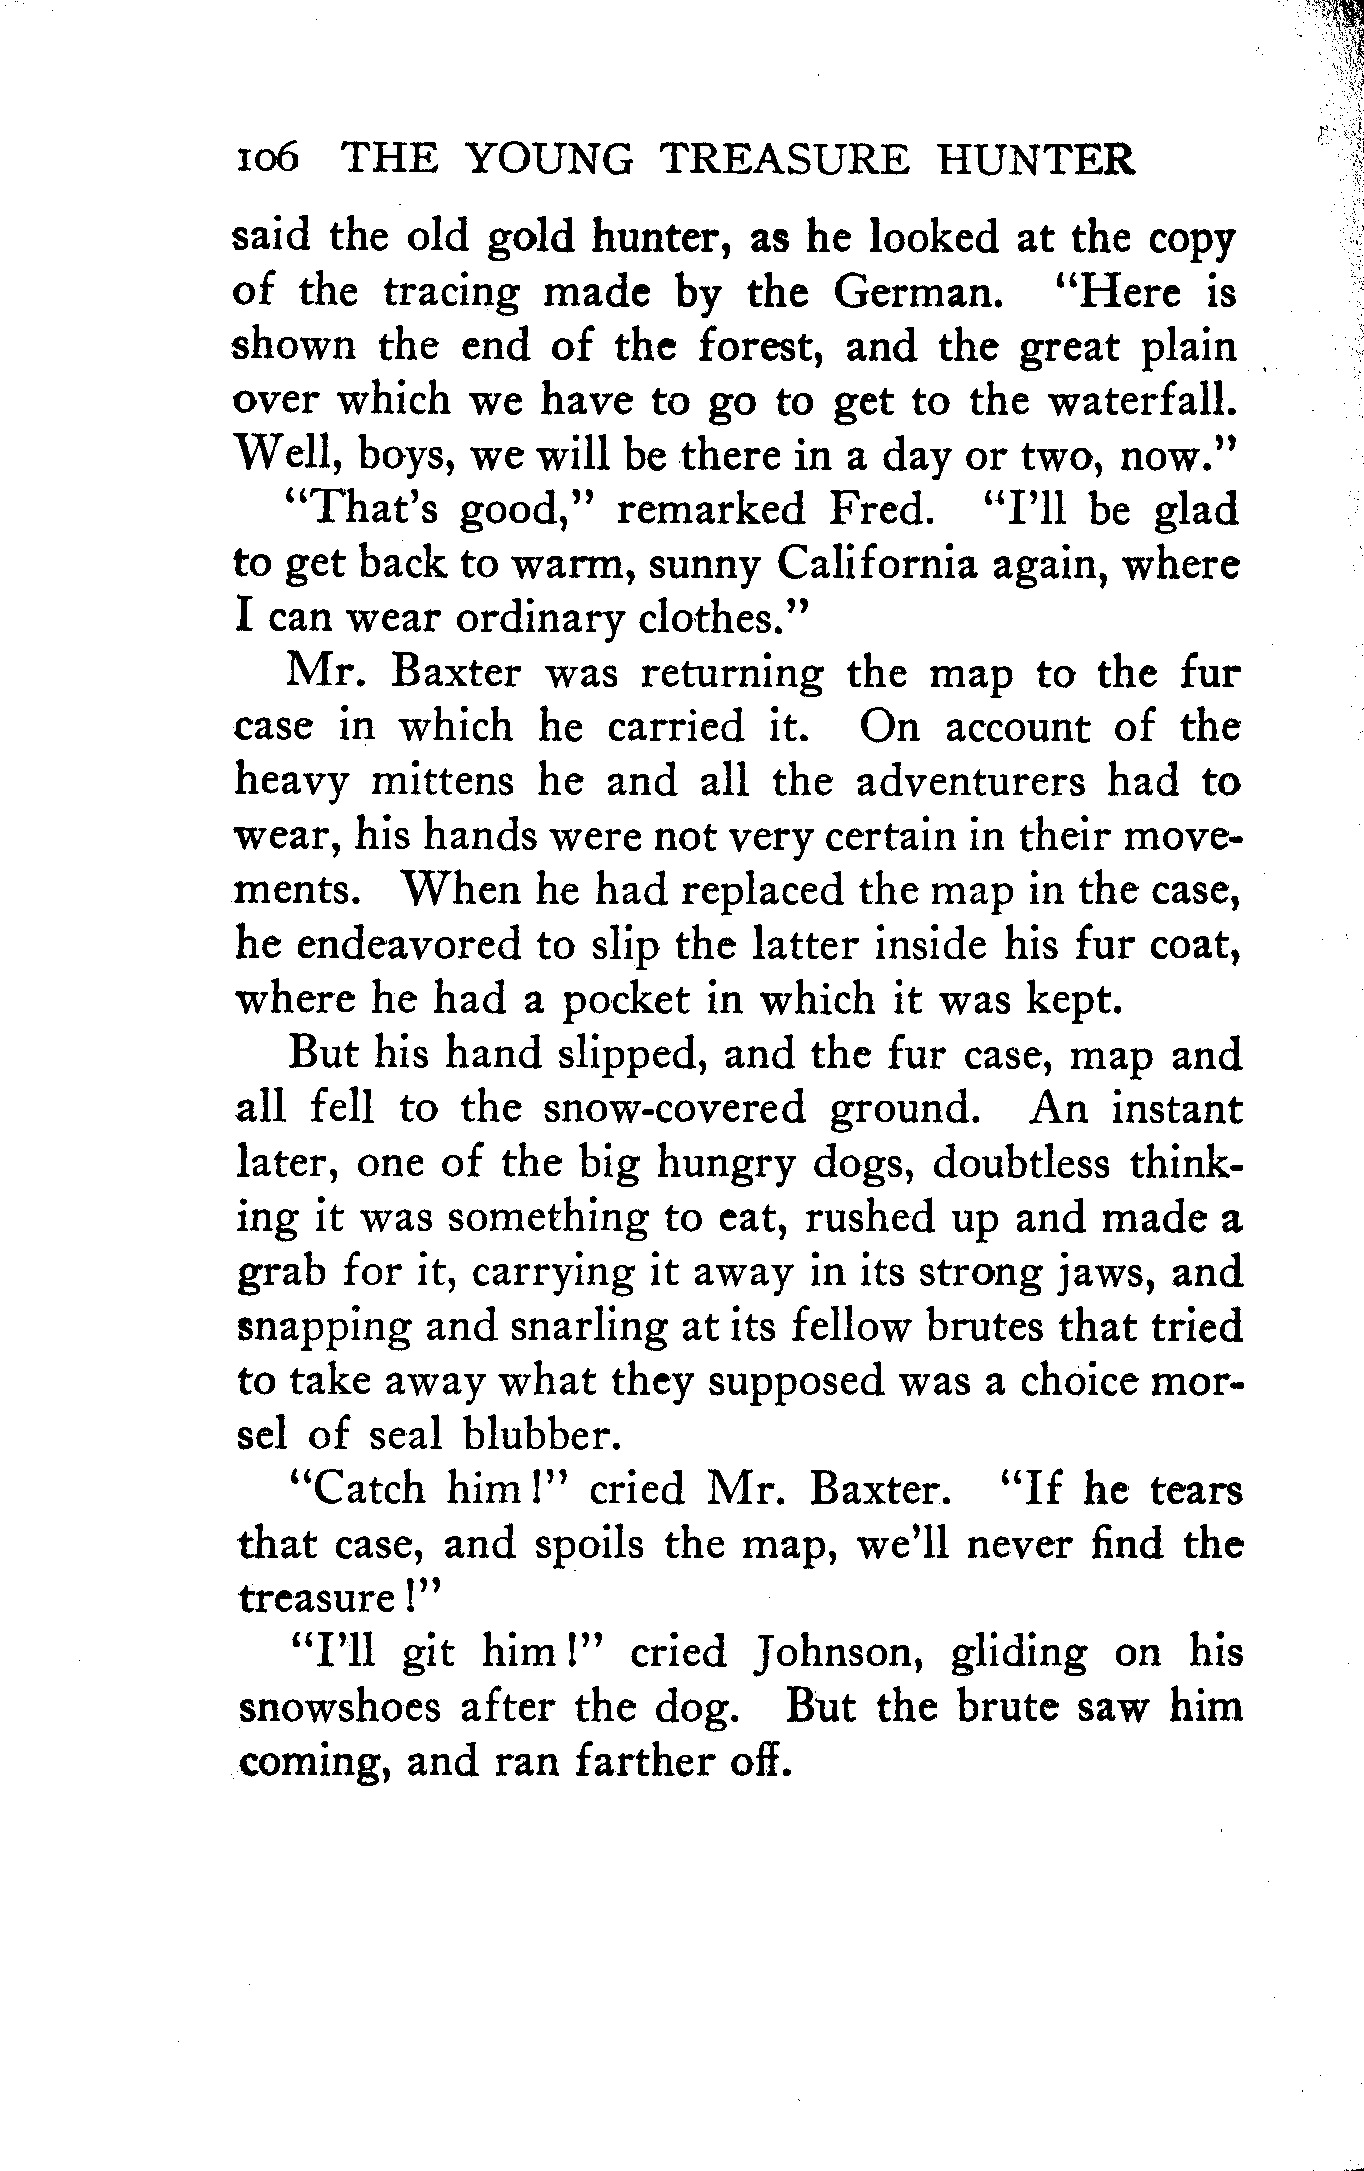 106 THE YOUNG TREASURE HUNTER
said the old gold hunter, as he looked at the copy
of the tracing made by the German. "Here is
shown the end of the forest, and the great plain
over which we have to go to get to the waterfall.
Well, boys, we will be there in a day or two, now."
"That's good," remarked Fred. "I'll be glad
to get back to warm, sunny California again, where
I can wear ordinary clothes."
Mr. Baxter was returning the map to the fur
case in which he carried it. On account of the
heavy mittens he and all the adventurers had to
wear, his hands were not very certain in their move-
ments. When he had replaced the map in the case,
he endeavored to slip the latter inside his fur coat,
where he had a pocket in which it was kept.
But his hand slipped, and the fur case, map and
all fell to the snow-covered ground. An instant
later, one of the big hungry dogs, doubtless think-
ing it was something to eat, rushed up and made a
grab for it, carrying it away in its strong jaws, and
snapping and snarling at its fellow brutes that tried
to take away what they supposed was a choice mor-
sel of seal blubber.
"Catch him!" cried Mr. Baxter. "If he tears
that case, and spoils the map, we'll never find the
treasure!"
"I'll git him!" cried Johnson, gliding on his
snowshoes after the dog. But the brute saw him
coming, and ran farther off.